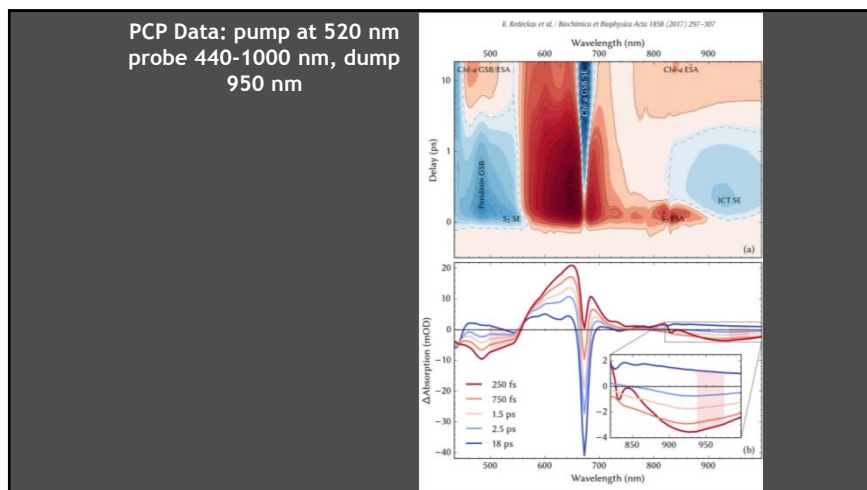 PCP Data: pump at 520 nm
probe 440-1000 nm, dump
950 nm
K. Redeckas et al. / Biochimica et Biophysica Acta 1858 (2017) 297–307
Wavelength (nm)
500 600 700 800 900
Chl-a GSB/ESA
Chl-a GSB/SE
Chl-a ESA
10
Delay (ps)
1
0
Peridinin GSB
ESA
ICT SE
S₂ SE
ESA
(a)
20
10
0
-10
-20
-30
-40
ΔAbsorption (mOD)
250 fs
750 fs
1.5 ps
2.5 ps
18 ps
2
0
-2
-4
850 900 950
(b)
500 600 700 800 900
Wavelength (nm)